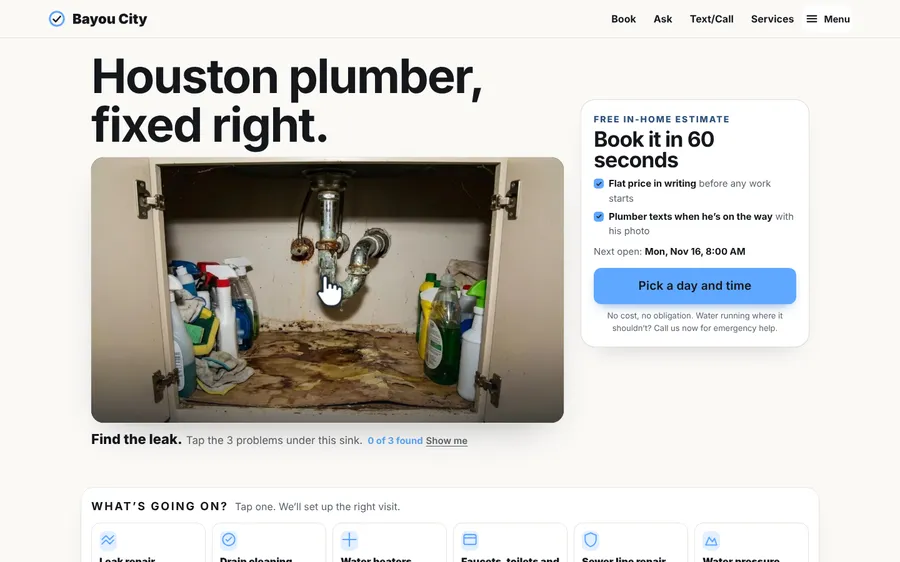 Bayou City
Book Ask Text/Call Services Menu
Houston plumber,
fixed right.
FREE IN-HOME ESTIMATE
Book it in 60
seconds
Flat price in writing before any work
starts
Plumber texts when he's on the way with
his photo
Next open: Mon, Nov 16, 8:00 AM
Pick a day and time
No cost, no obligation. Water running where it
shouldn't? Call us now for emergency help.
Find the leak. Tap the 3 problems under this sink. 0 of 3 found Show me
WHAT'S GOING ON? Tap one. We'll set up the right visit.
Leak repair
Drain cleaning
Water heaters
Faucets, toilets and
Sewer line repair
Water pressure